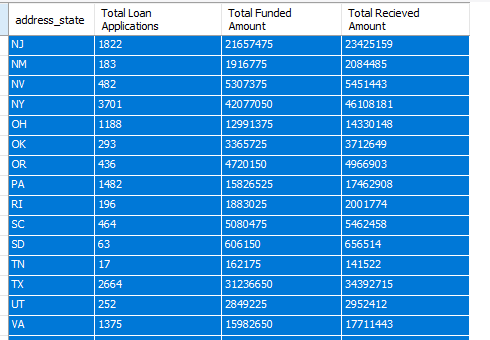 address_state Total Loan Applications Total Funded Amount Total Recieved Amount
NJ 1822 21657475 23425159
NM 183 1916775 2084485
NV 482 5307375 5451443
NY 3701 42077050 46108181
OH 1188 12991375 14330148
OK 293 3365725 3712649
OR 436 4720150 4966903
PA 1482 15826525 17462908
RI 196 1883025 2001774
SC 464 5080475 5462458
SD 63 606150 656514
TN 17 162175 141522
TX 2664 31236650 34392715
UT 252 2849225 2952412
VA 1375 15982650 17711443